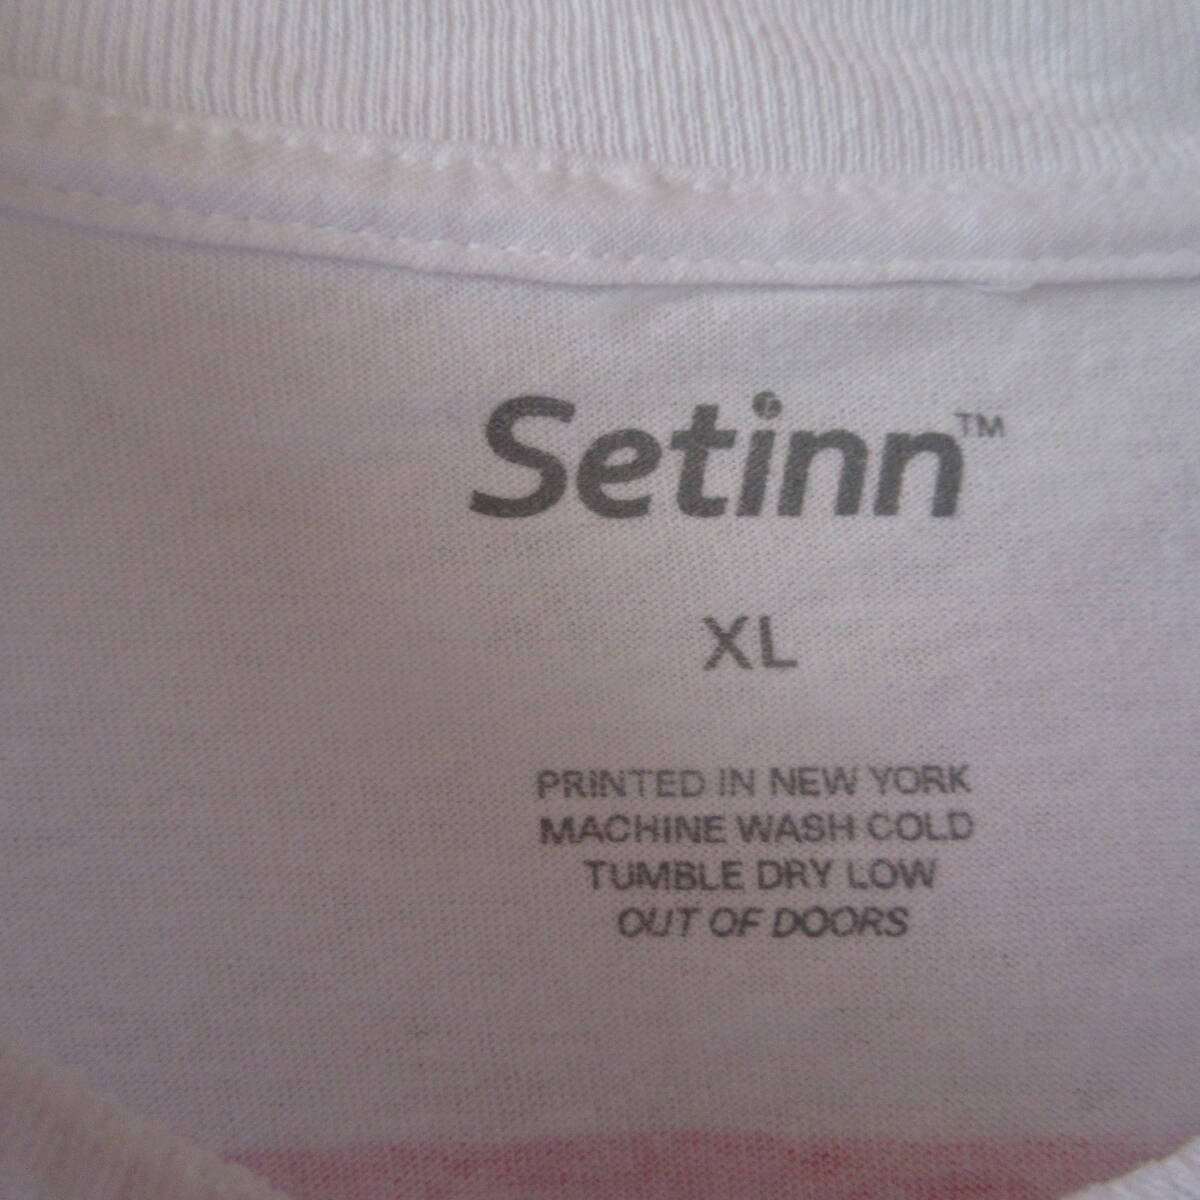 Setinn™
XL
PRINTED IN NEW YORK
MACHINE WASH COLD
TUMBLE DRY LOW
OUT OF DOORS